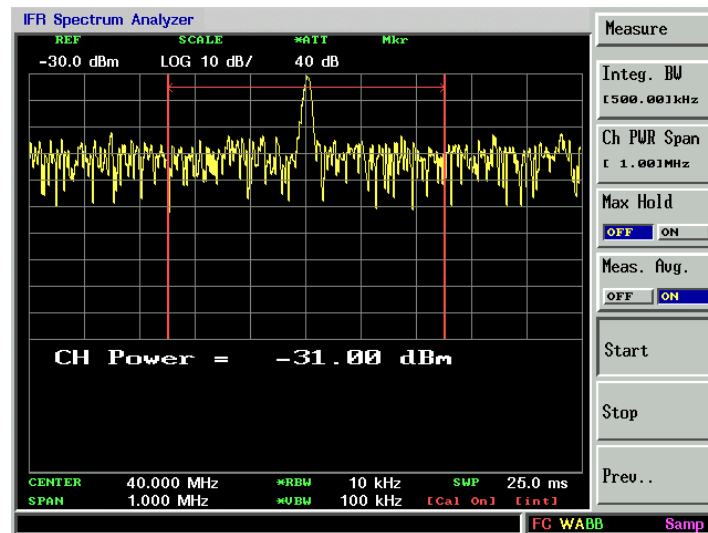 IFR Spectrum Analyzer
REF SCALE *ATT Mkr
-30.0 dBm LOG 10 dB/ 40 dB
CH Power = -31.00 dBm
CENTER 40.000 MHz *RBW 10 kHz SWP 25.0 ms
SPAN 1.000 MHz *VBW 100 kHz [Cal On] [int]
FC WABB Samp
Measure
Integ. BW
[500.00]kHz
Ch PWR Span
[ 1.00]MHz
Max Hold
OFF ON
Meas. Avg.
OFF ON
Start
Stop
Prev..